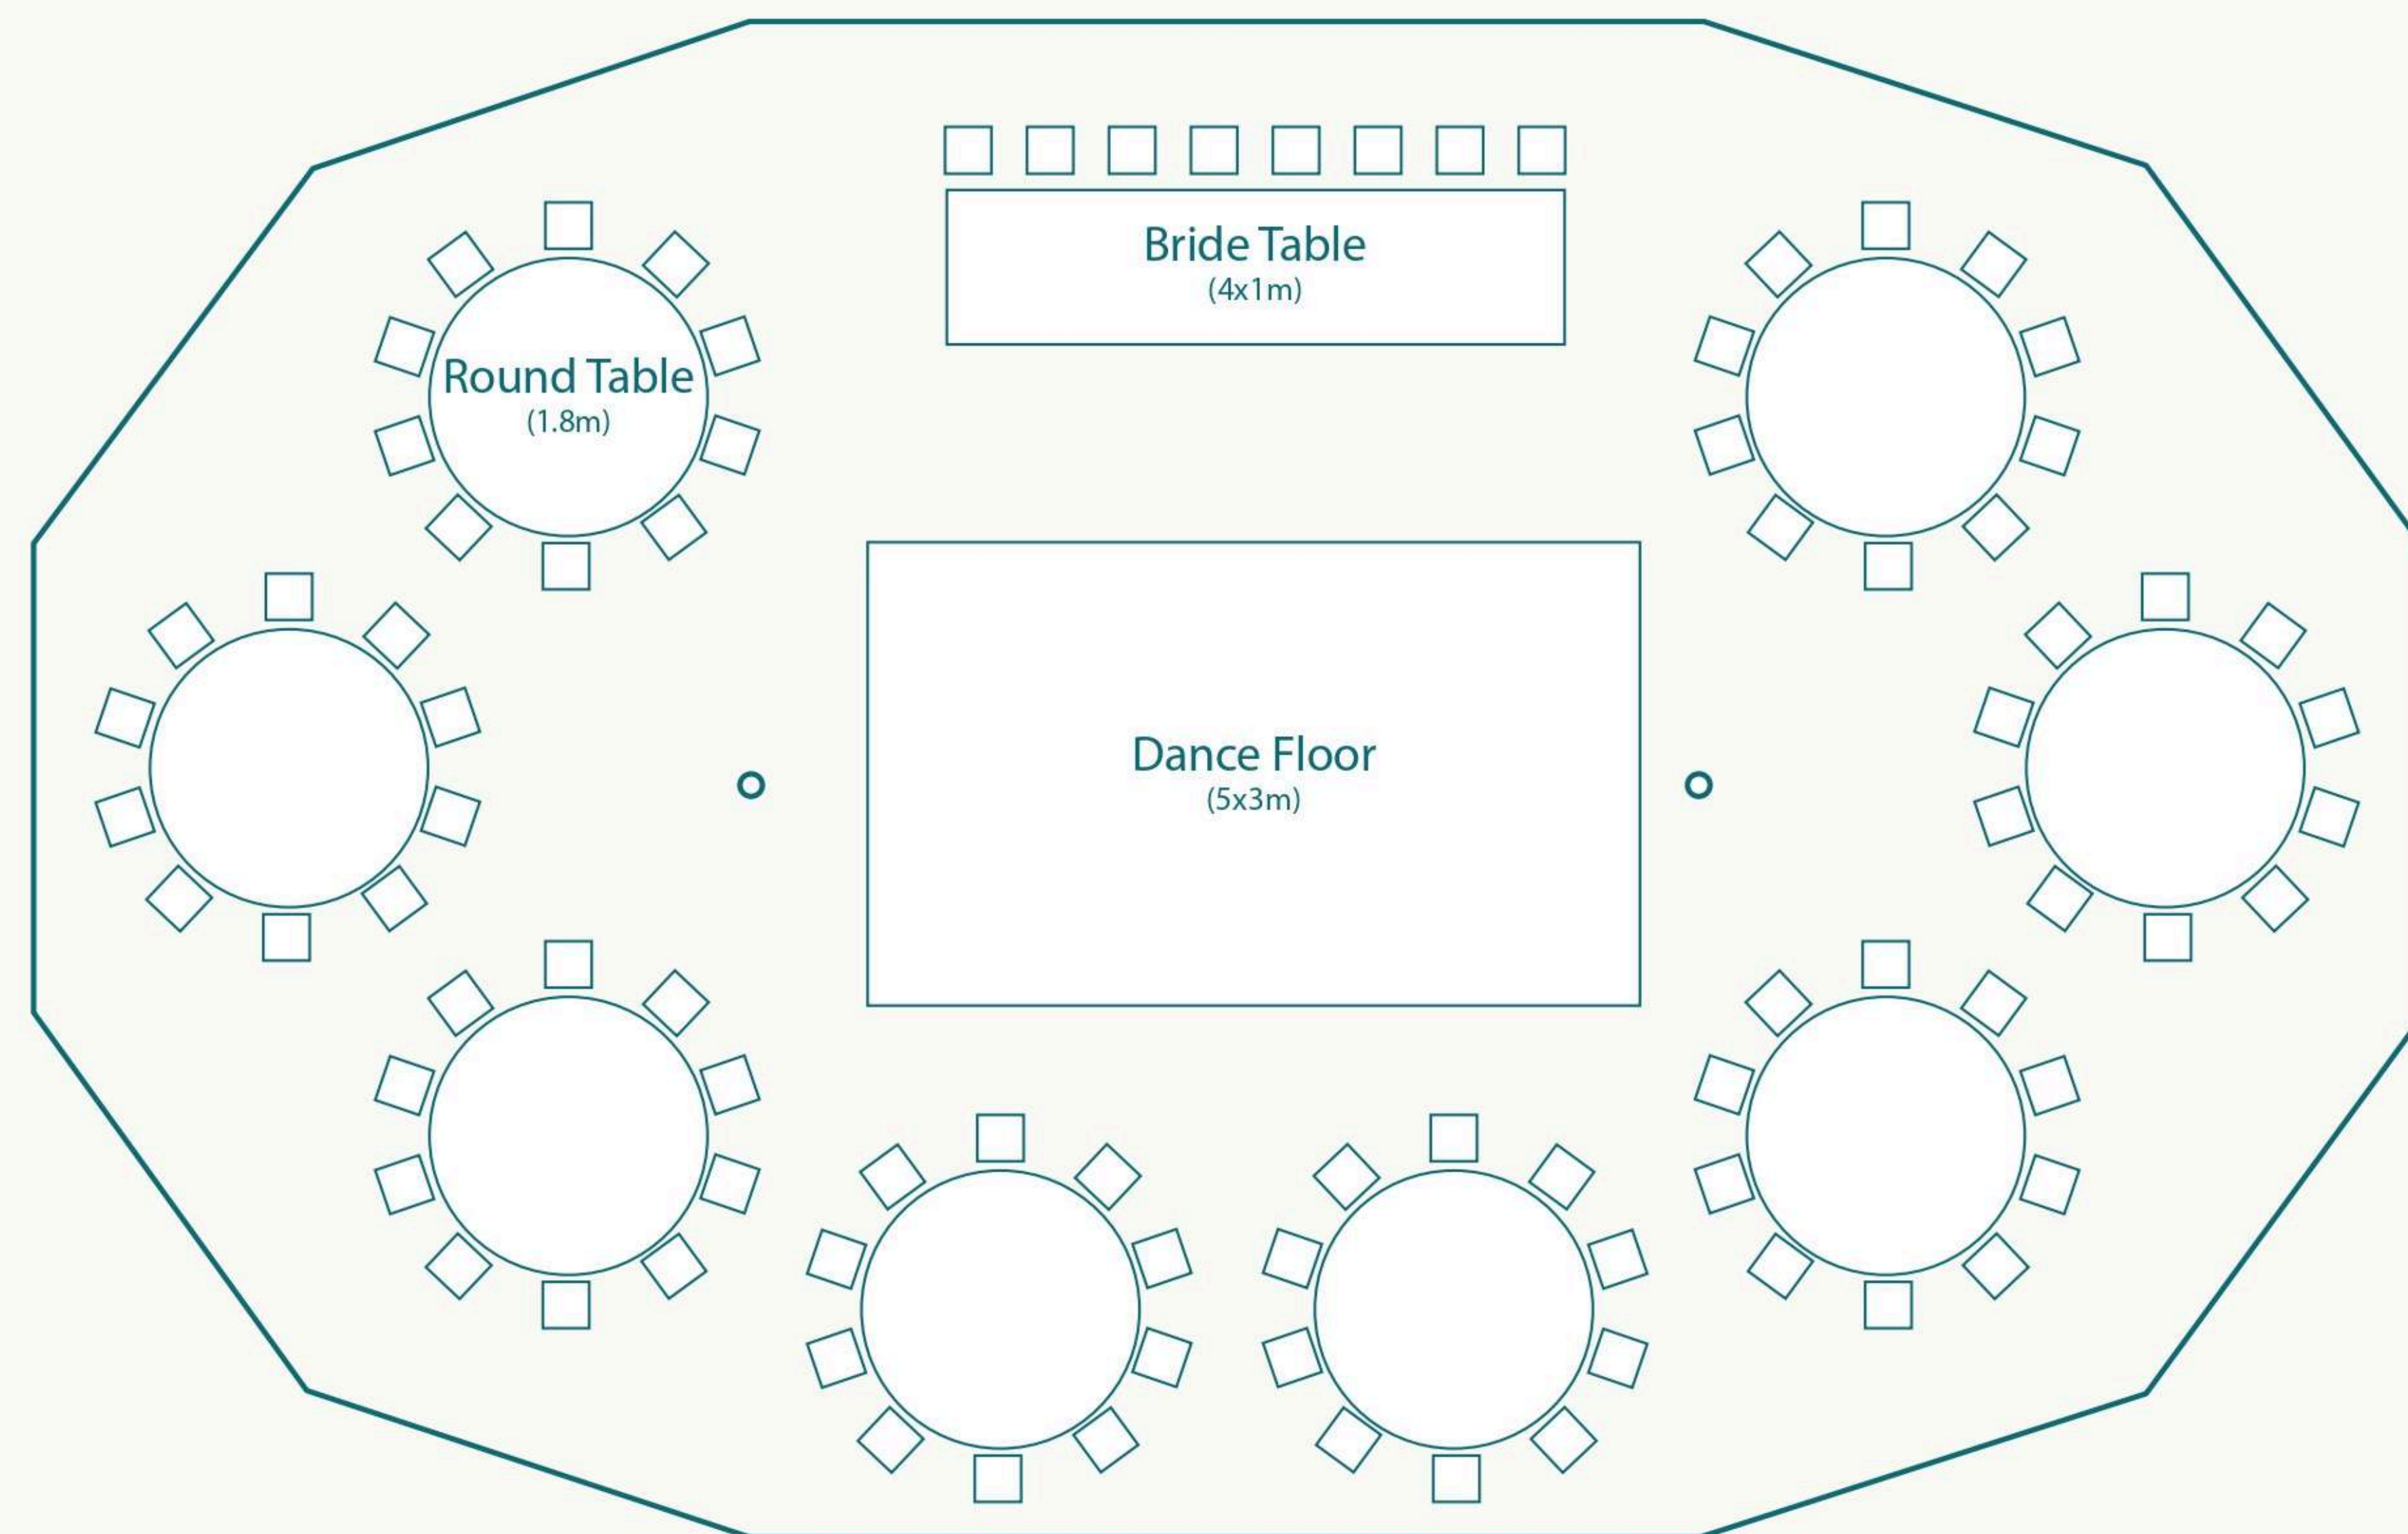 Bride Table
(4x1m)
Round Table
(1.8m)
Dance Floor
(5x3m)